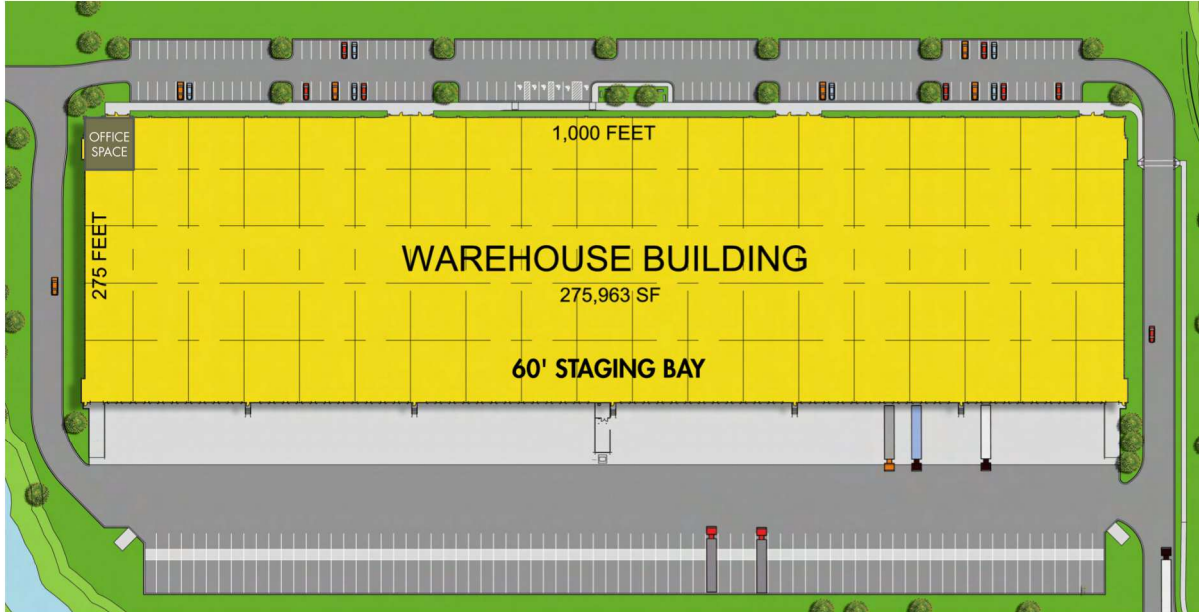 OFFICE
SPACE
1,000 FEET
275 FEET
WAREHOUSE BUILDING
275,963 SF
60' STAGING BAY